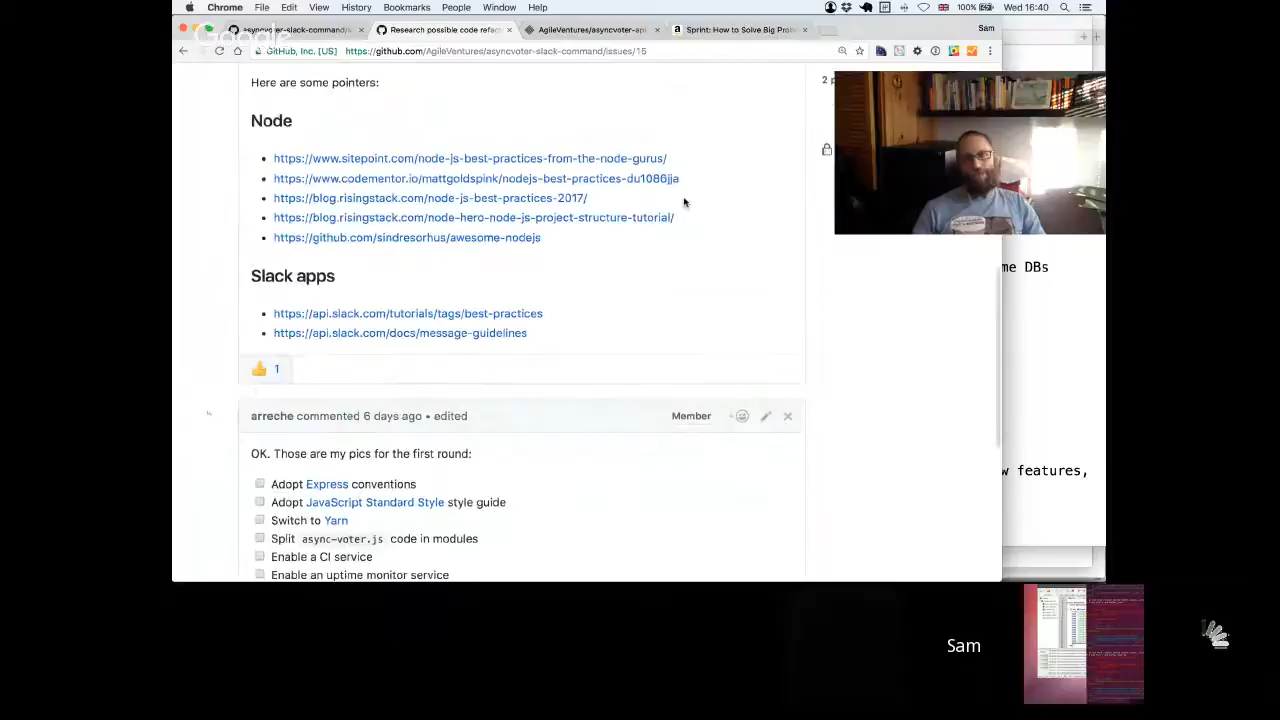 Chrome File Edit View History Bookmarks People Window Help 100% Wed 16:40
asyncvoter-slack-command/ Research possible code refact AgileVentures/asyncvoter-api Sprint: How to Solve Big Prob Sam
Google
GitHub, Inc. [US] https://github.com/AgileVentures/asyncvoter-slack-command/issues/15
Here are some pointers:
2 p
Node
https://www.sitepoint.com/node-js-best-practices-from-the-node-gurus/
https://www.codementor.io/mattgoldspink/nodejs-best-practices-du1086jja
https://blog.risingstack.com/node-js-best-practices-2017/
https://blog.risingstack.com/node-hero-node-js-project-structure-tutorial/
https://github.com/sindresorhus/awesome-nodejs
me DBs
Slack apps
https://api.slack.com/tutorials/tags/best-practices
https://api.slack.com/docs/message-guidelines
1
arreche commented 6 days ago • edited Member
OK. Those are my pics for the first round:
w features,
Adopt Express conventions
Adopt JavaScript Standard Style style guide
Switch to Yarn
Split async-voter.js code in modules
Enable a CI service
Enable an uptime monitor service
Sam